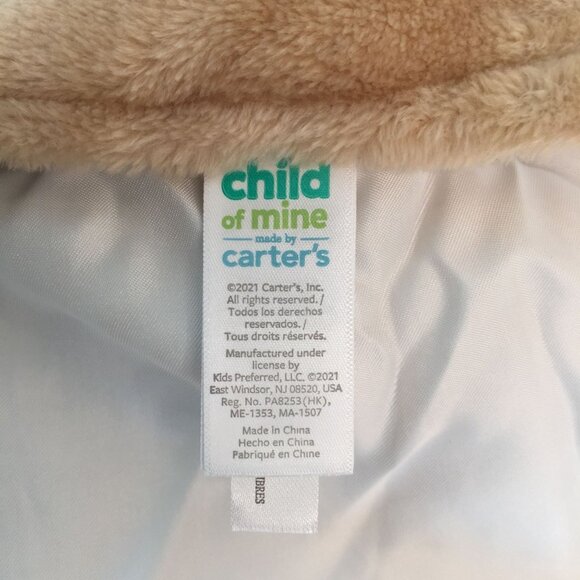 child
of mine
made by
carter's
©2021 Carter's, Inc.
All rights reserved. /
Todos los derechos
reservados. /
Tous droits réservés.
Manufactured under
license by
Kids Preferred, LLC. ©2021
East Windsor, NJ 08520, USA
Reg. No. PA8253 (HK),
ME-1353, MA-1507
Made in China
Hecho en China
Fabriqué en Chine
IBRES